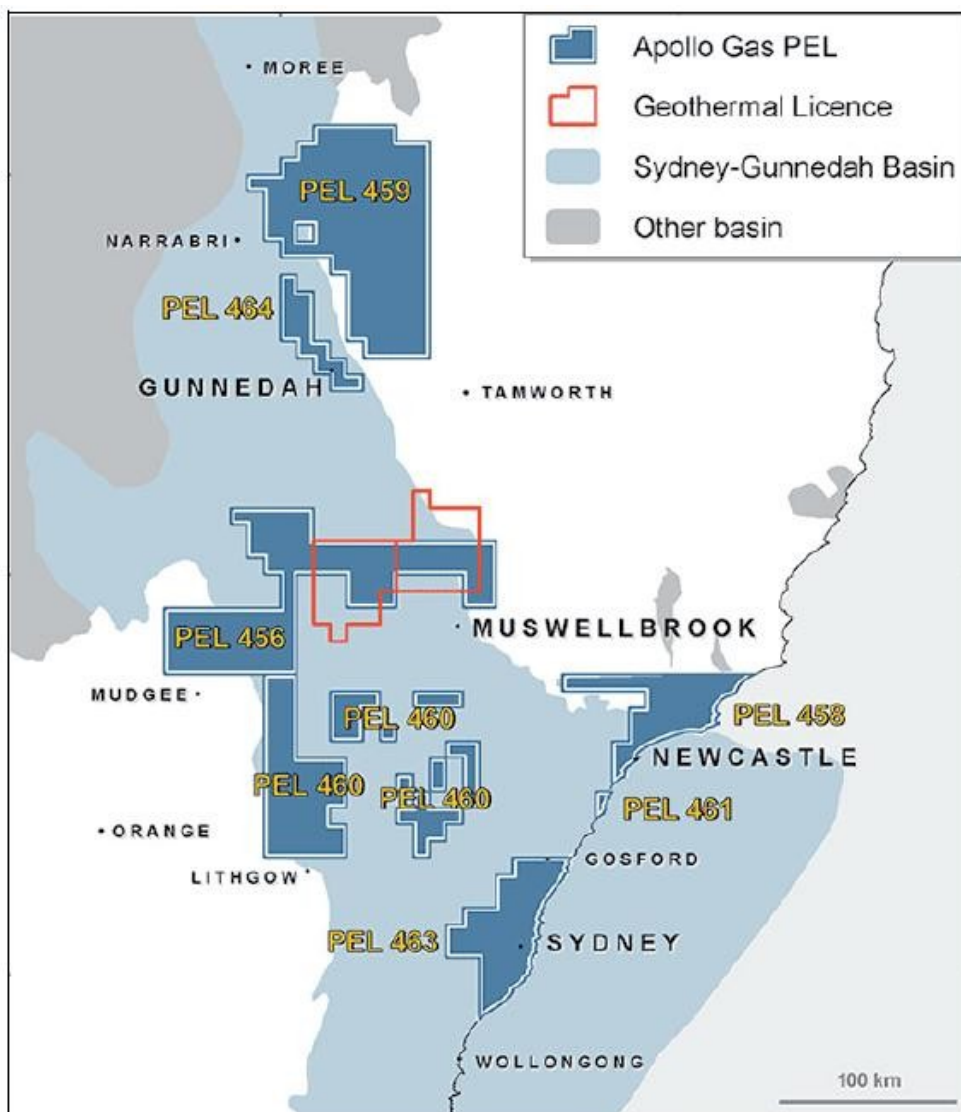 Apollo Gas PEL
Geothermal Licence
Sydney-Gunnedah Basin
Other basin
MOREE
PEL 459
NARRABRI
PEL 464
GUNNEDAH
TAMWORTH
MUSWELLBROOK
PEL 456
MUDGEE
PEL 460
PEL 458
NEWCASTLE
PEL 460
PEL 460
PEL 461
ORANGE
GOSFORD
LITHGOW
PEL 463
SYDNEY
WOLLONGONG
100 km